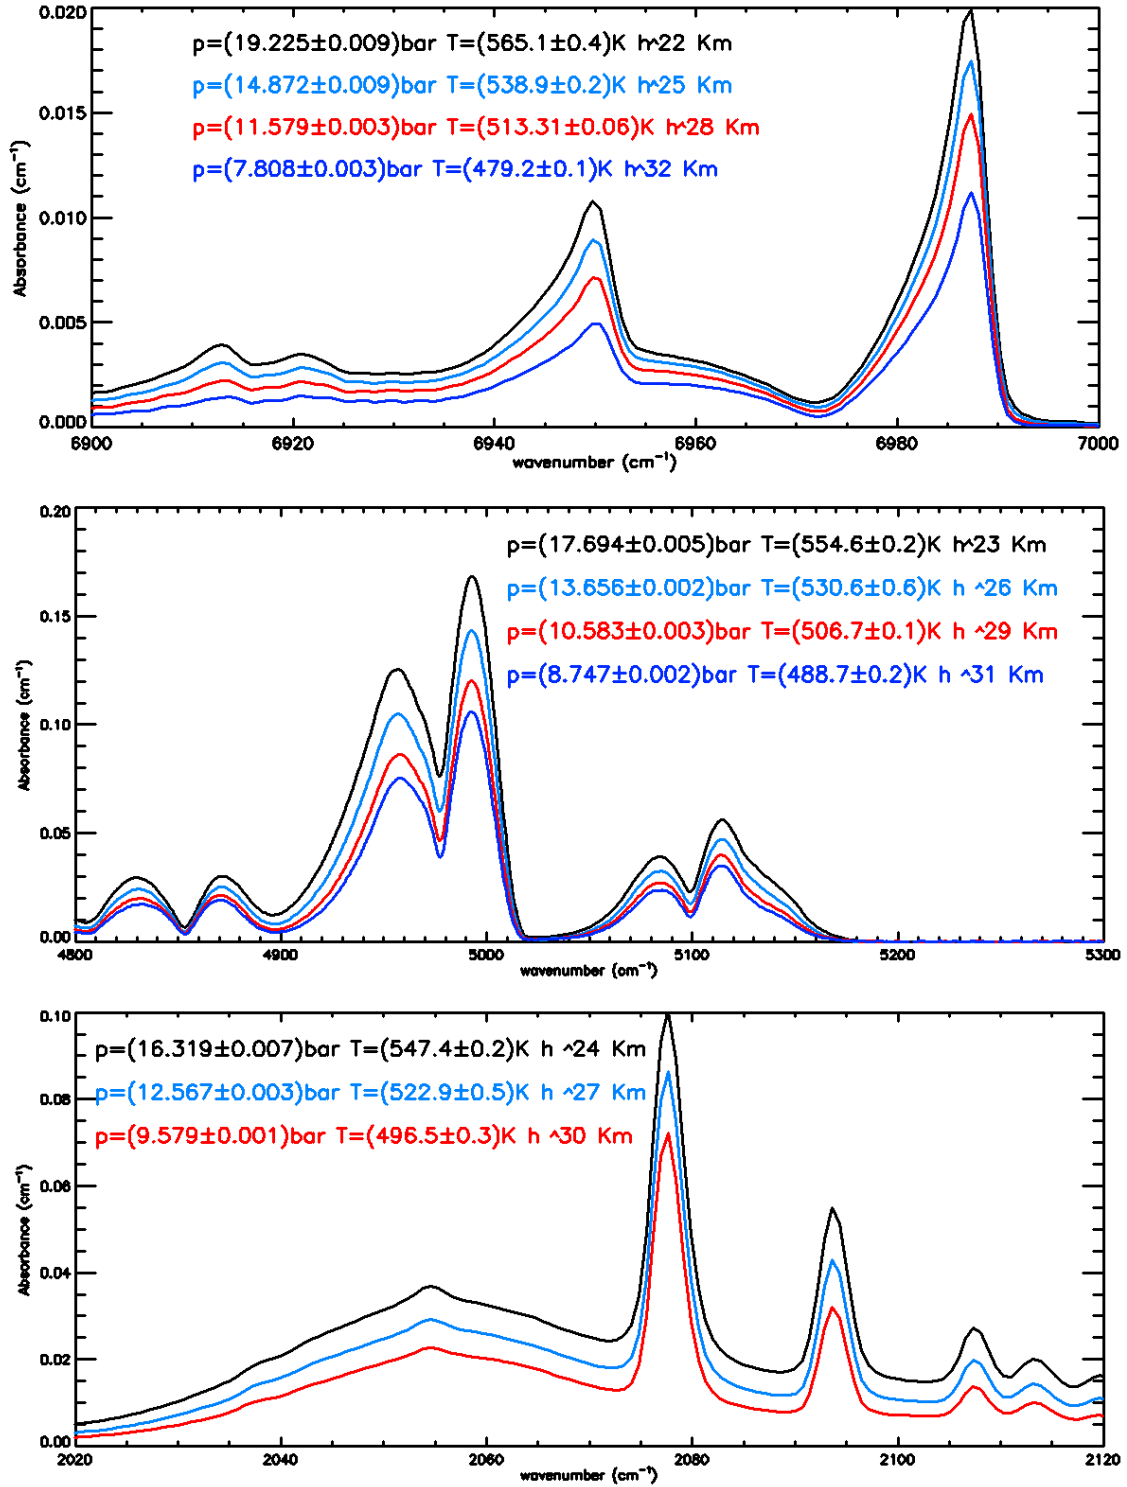 0.020
p=(19.225±0.009)bar T=(565.1±0.4)K h~22 Km
p=(14.872±0.009)bar T=(538.9±0.2)K h~25 Km
p=(11.579±0.003)bar T=(513.31±0.06)K h~28 Km
p=(7.808±0.003)bar T=(479.2±0.1)K h~32 Km
0.015
0.010
0.005
0.000
Absorbance (cm⁻¹)
6900 6920 6940 6960 6980 7000
wavenumber (cm⁻¹)
0.20
p=(17.694±0.005)bar T=(554.6±0.2)K h~23 Km
p=(13.656±0.002)bar T=(530.6±0.6)K h ~26 Km
p=(10.583±0.003)bar T=(506.7±0.1)K h ~29 Km
p=(8.747±0.002)bar T=(488.7±0.2)K h ~31 Km
0.15
0.10
0.05
0.00
Absorbance (cm⁻¹)
4800 4900 5000 5100 5200 5300
wavenumber (cm⁻¹)
0.10
p=(16.319±0.007)bar T=(547.4±0.2)K h ~24 Km
p=(12.567±0.003)bar T=(522.9±0.5)K h ~27 Km
p=(9.579±0.001)bar T=(496.5±0.3)K h ~30 Km
0.08
0.06
0.04
0.02
0.00
Absorbance (cm⁻¹)
2020 2040 2060 2080 2100 2120
wavenumber (cm⁻¹)